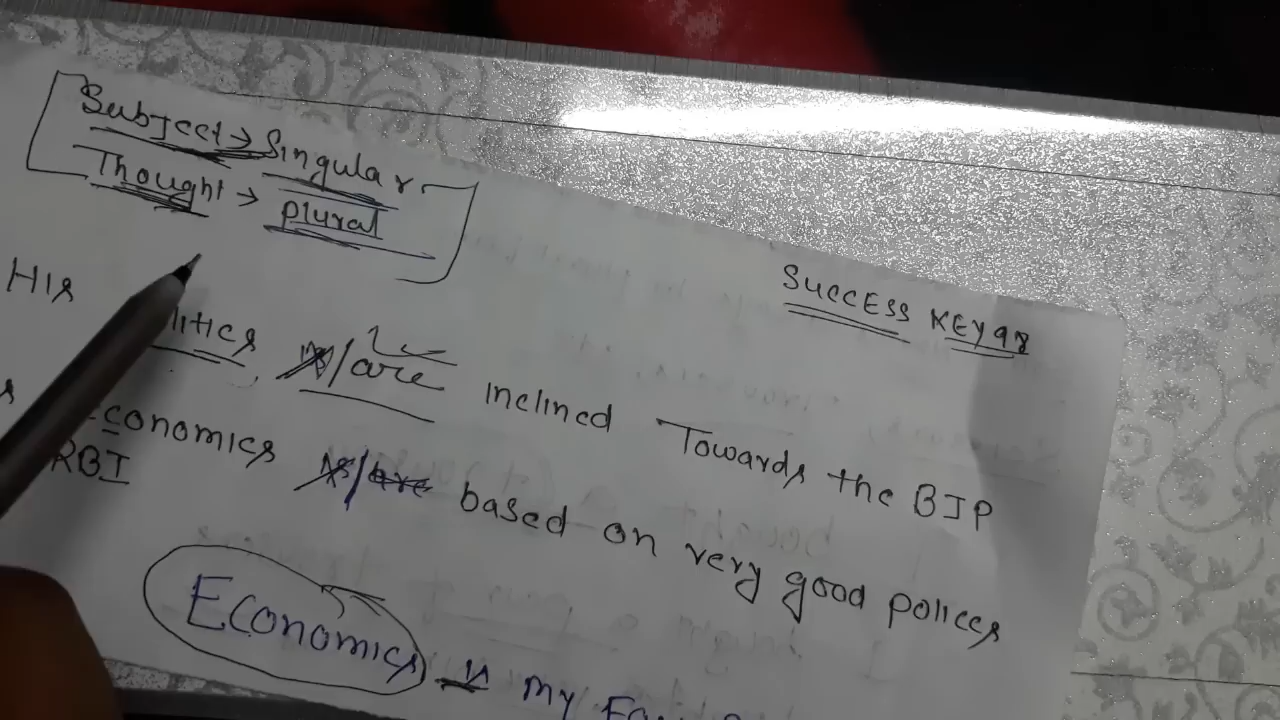 Subject → Singular
Thought → plural
SUCCESS KEY98
His litics is/are inclined Towards the BJP
Economics is/are based on very good polices
RBI
Economics is my